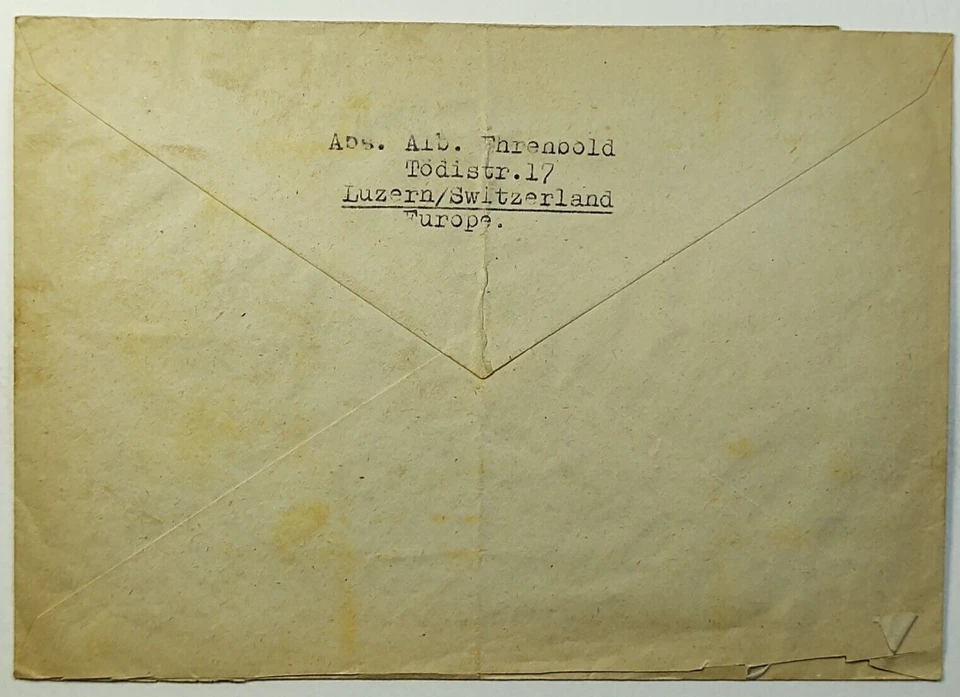 Abs. Alb. Ehrenbold
Tödistr.17
Luzern/Switzerland
Europe.